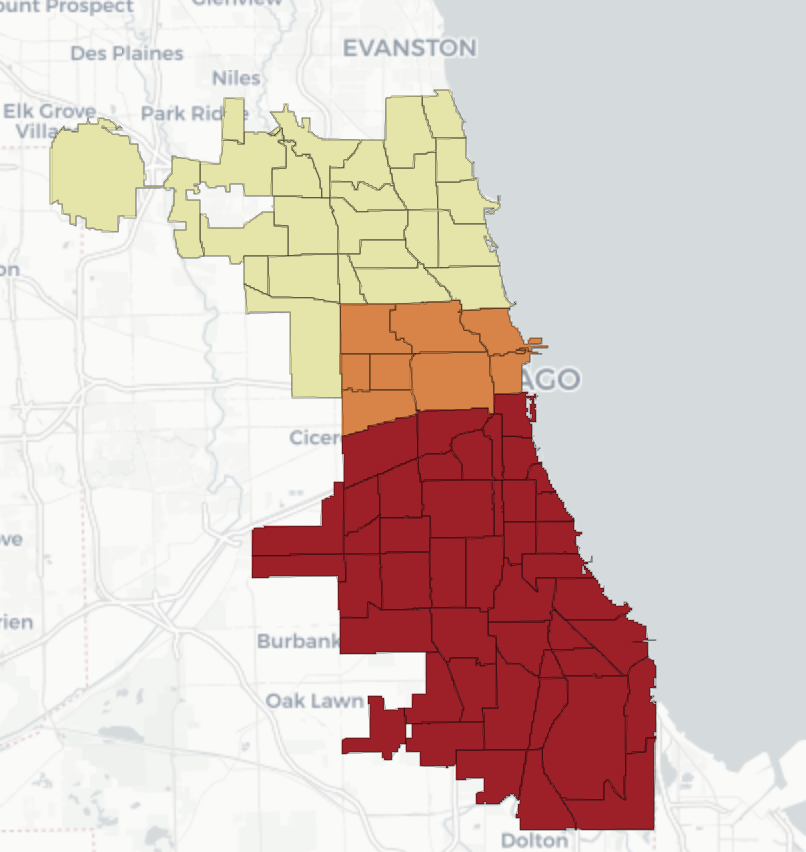 ount Prospect
Glenview
EVANSTON
Des Plaines
Niles
Elk Grove
Villa
Park Ridge
on
AGO
Cicer
ve
rien
Burbank
Oak Lawn
Dolton